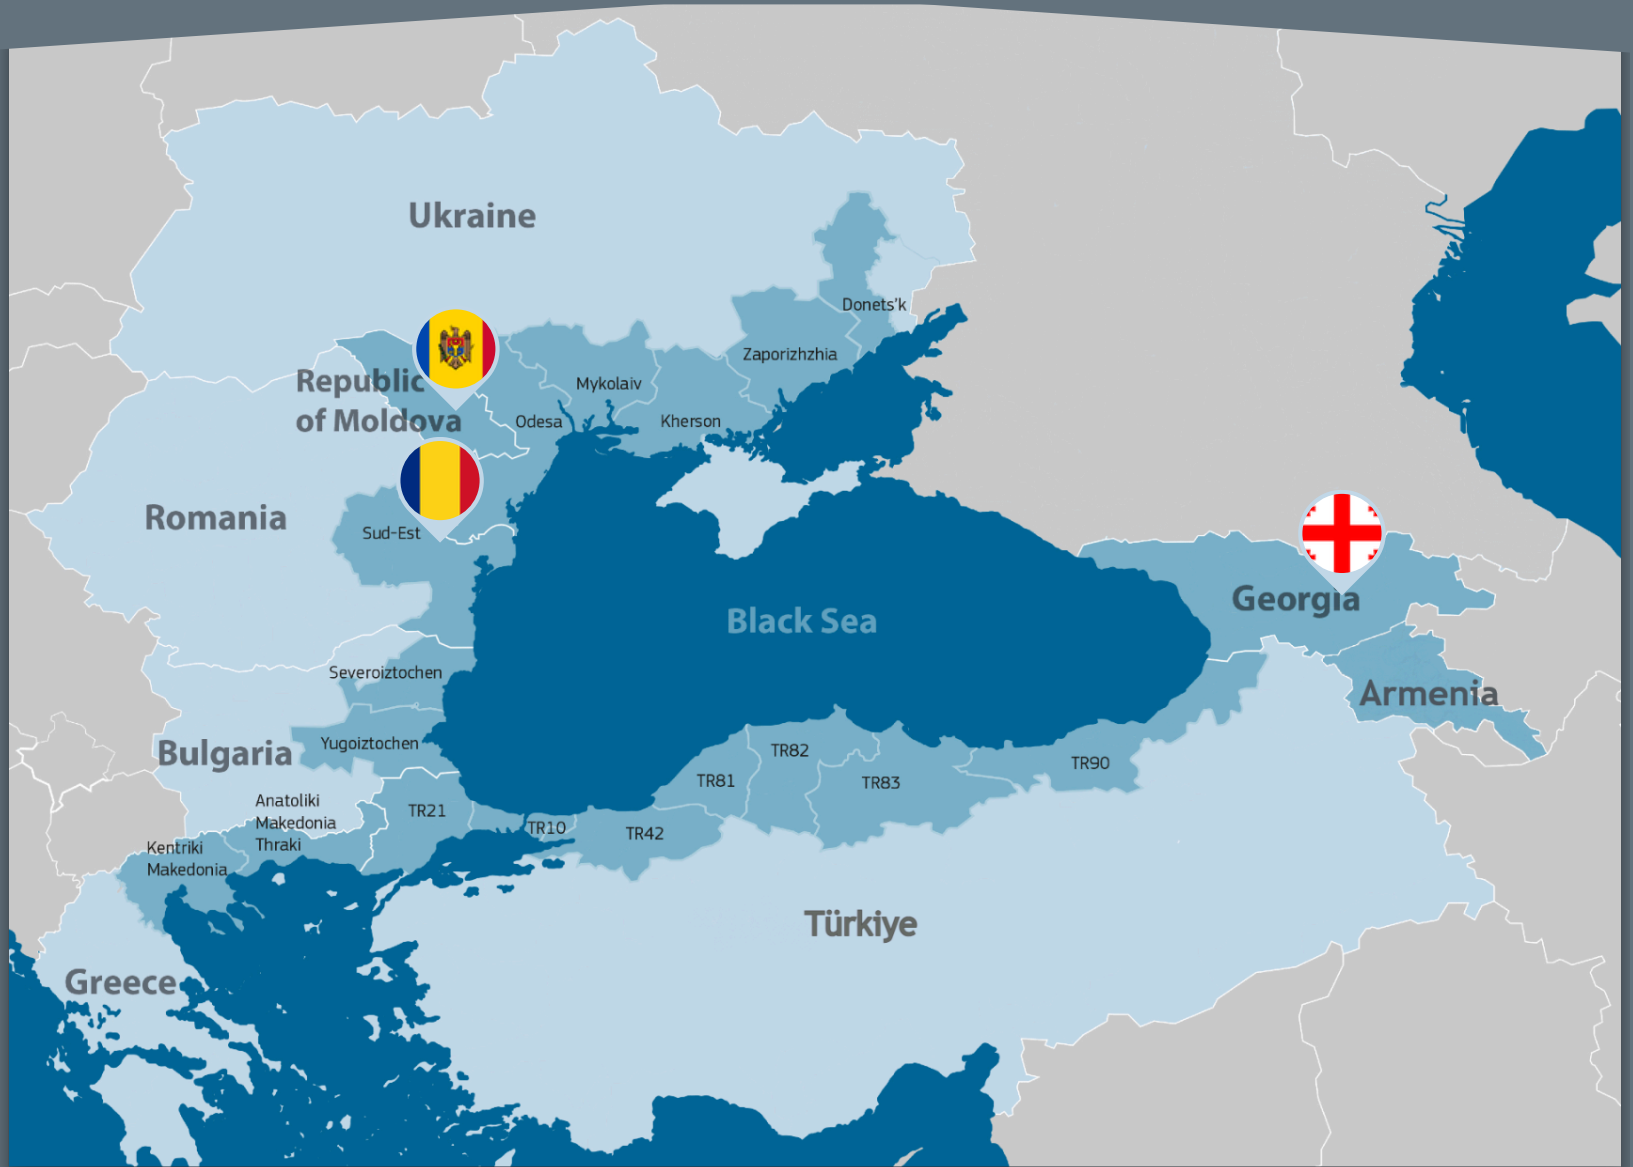 Ukraine
Donets'k
Zaporizhzhia
Republic
of Moldova
Mykolaiv
Odesa
Kherson
Romania
Sud-Est
Georgia
Black Sea
Severoiztochen
Armenia
Bulgaria
Yugoiztochen
TR82
TR90
TR81
TR83
Anatoliki
Makedonia
Thraki
TR21
TR10
TR42
Kentriki
Makedonia
Türkiye
Greece